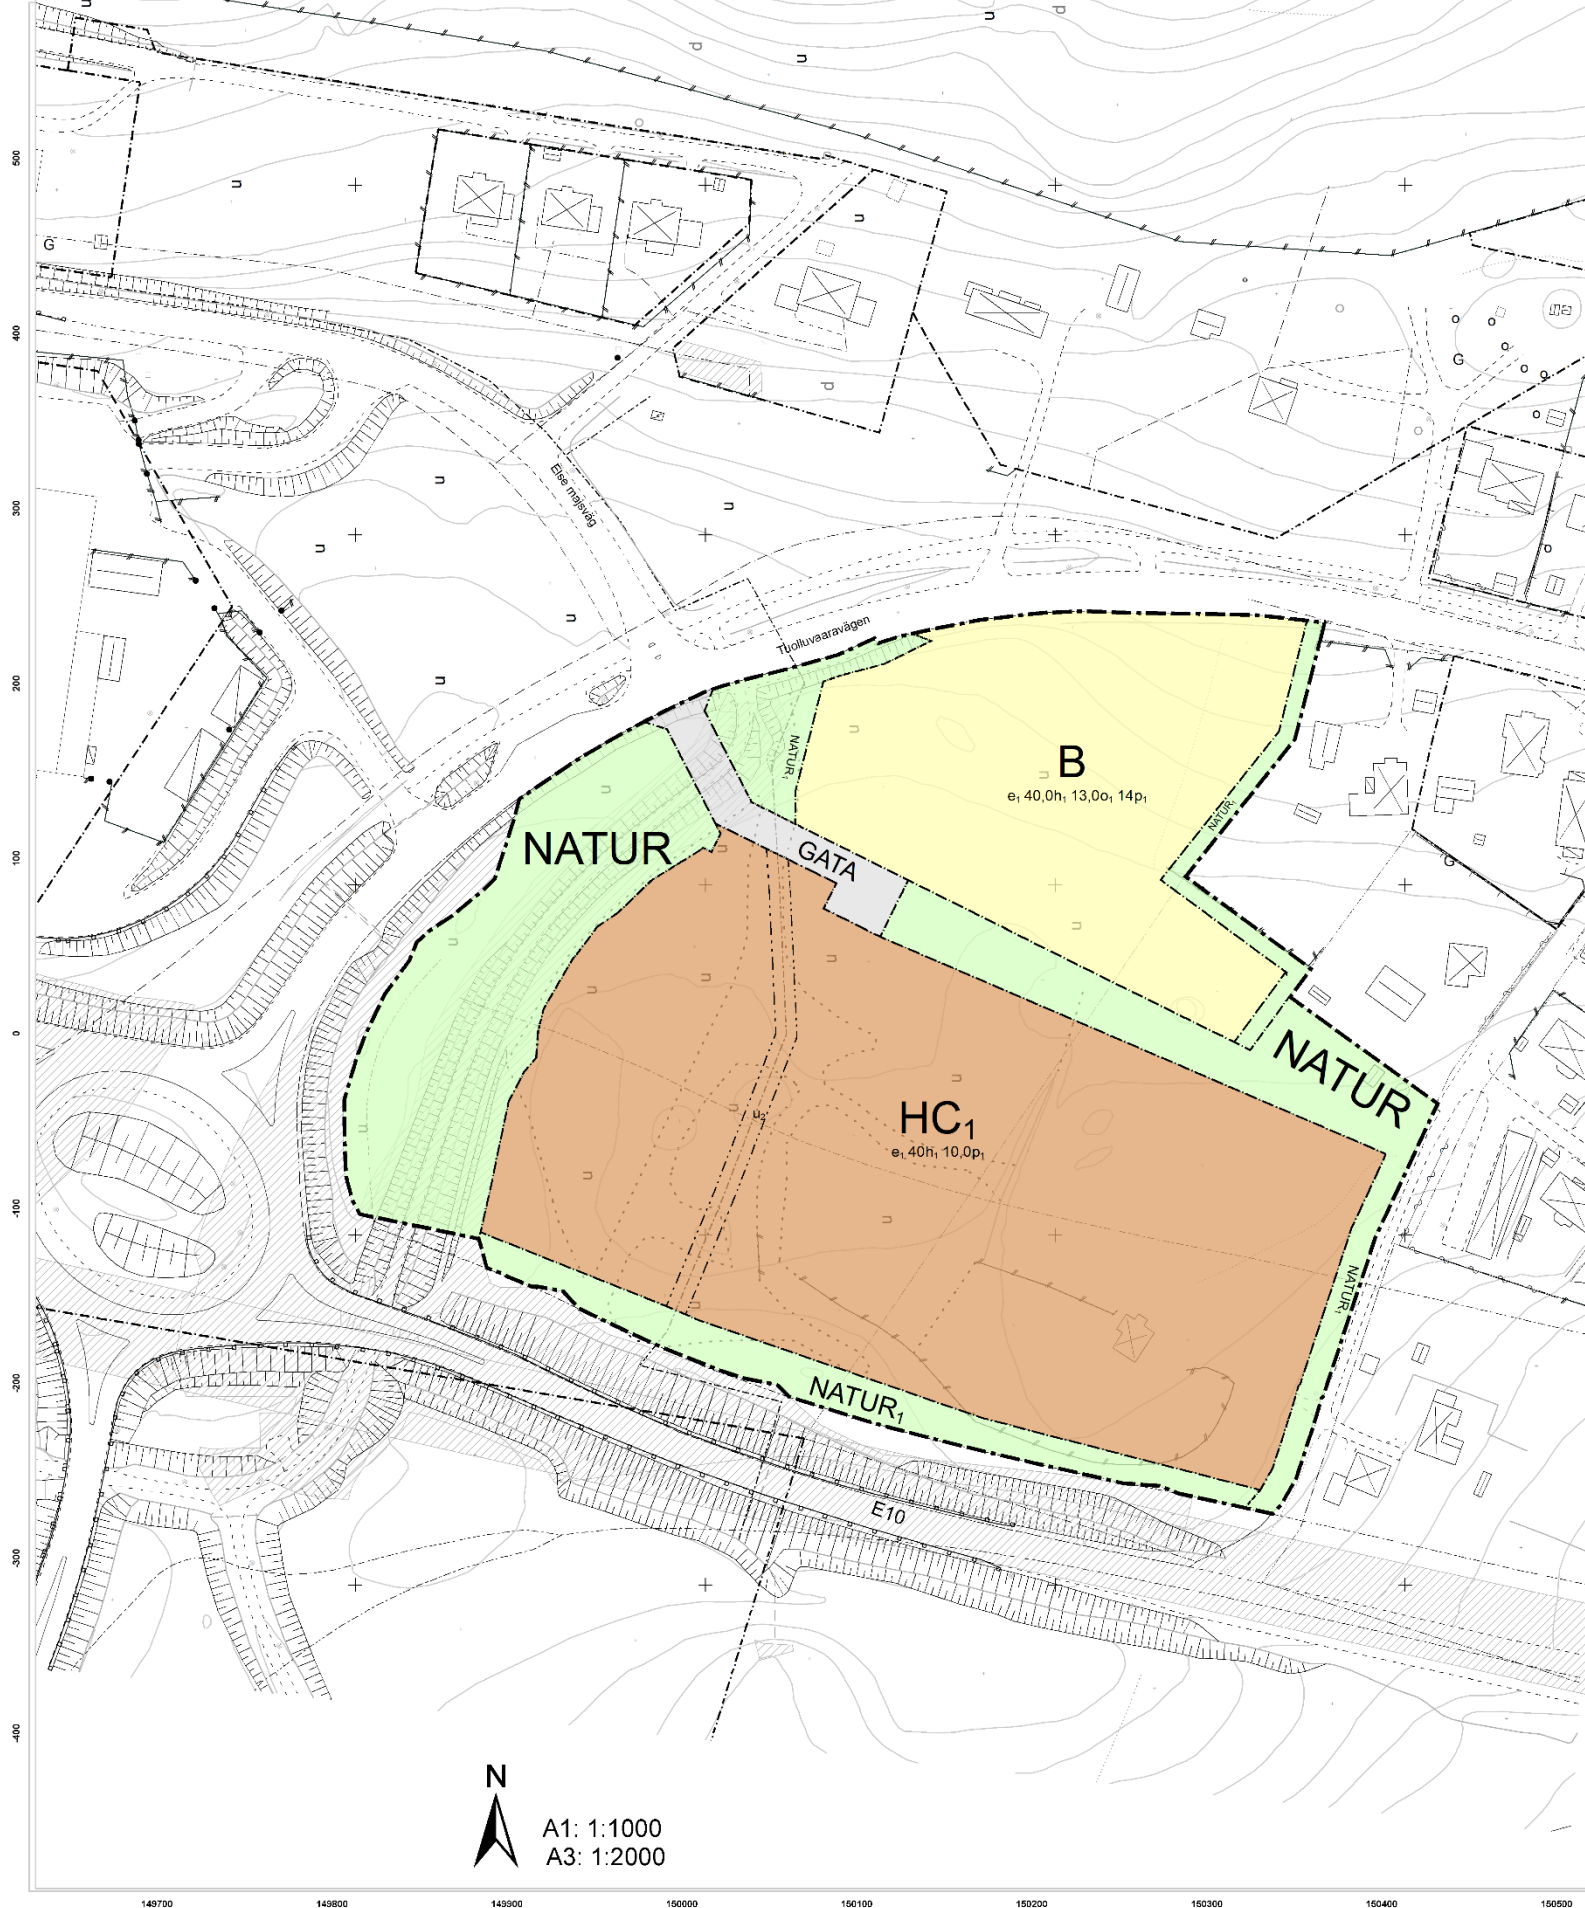 500
G
400
G
300
Tuolluvaaravägen
200
B
e₁ 40,0h₁ 13,0o₁ 14p₁
NATUR₁
NATUR₁
100
NATUR
GATA
G
0
NATUR
u₂
HC₁
e₁ 40h₁ 10,0p₁
-100
NATUR₁
-200
NATUR₁
E10
-300
-400
N
A1: 1:1000
A3: 1:2000
149700 149800 149900 150000 150100 150200 150300 150400 150500